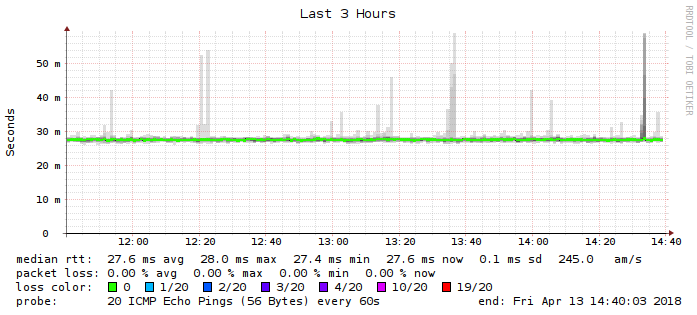 Last 3 Hours
RRDTOOL / TOBI OETIKER
Seconds
50 m
40 m
30 m
20 m
10 m
0
12:00 12:20 12:40 13:00 13:20 13:40 14:00 14:20 14:40
median rtt: 27.6 ms avg 28.0 ms max 27.4 ms min 27.6 ms now 0.1 ms sd 245.0 am/s
packet loss: 0.00 % avg 0.00 % max 0.00 % min 0.00 % now
loss color: 0 1/20 2/20 3/20 4/20 10/20 19/20
probe: 20 ICMP Echo Pings (56 Bytes) every 60s end: Fri Apr 13 14:40:03 2018